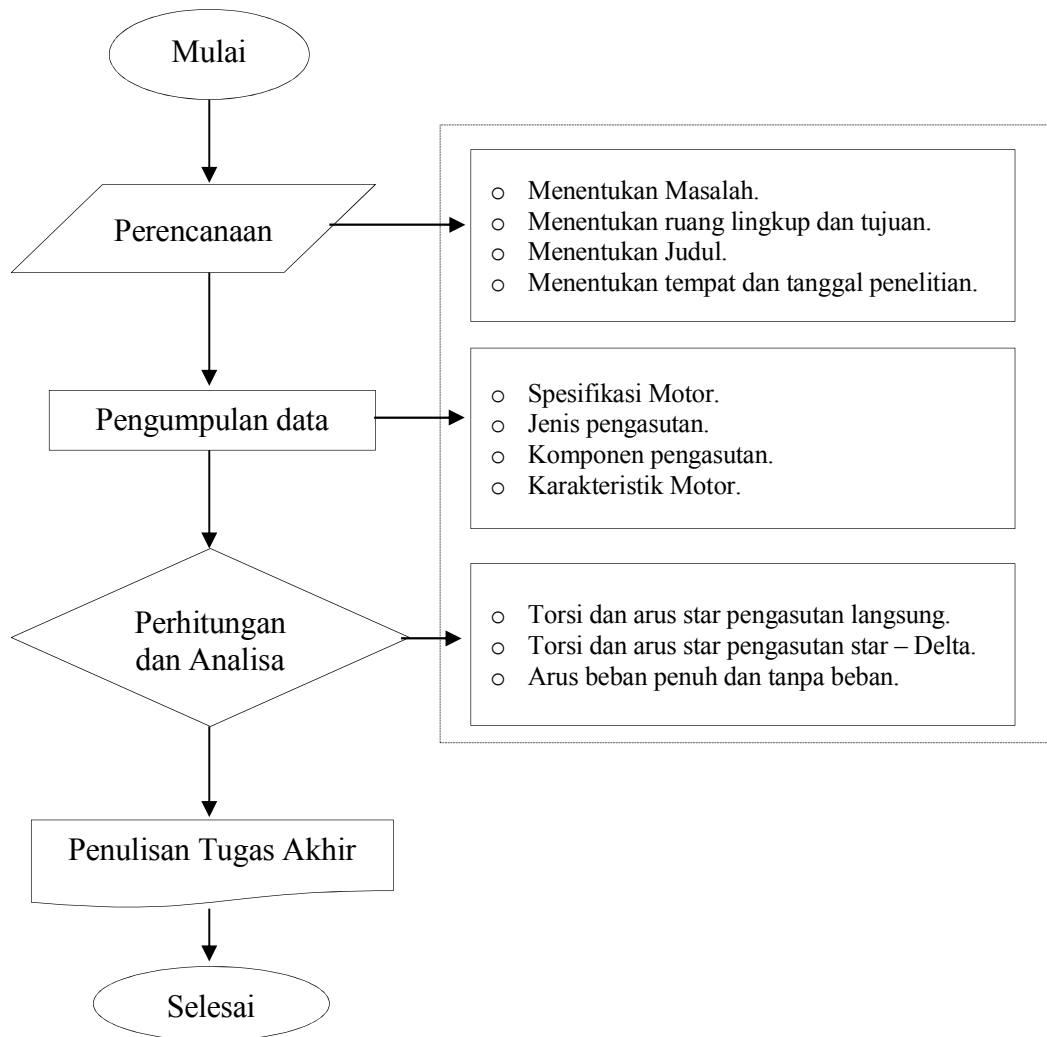 Mulai
Perencanaan
o Menentukan Masalah.
o Menentukan ruang lingkup dan tujuan.
o Menentukan Judul.
o Menentukan tempat dan tanggal penelitian.
Pengumpulan data
o Spesifikasi Motor.
o Jenis pengasutan.
o Komponen pengasutan.
o Karakteristik Motor.
Perhitungan
dan Analisa
o Torsi dan arus star pengasutan langsung.
o Torsi dan arus star pengasutan star – Delta.
o Arus beban penuh dan tanpa beban.
Penulisan Tugas Akhir
Selesai